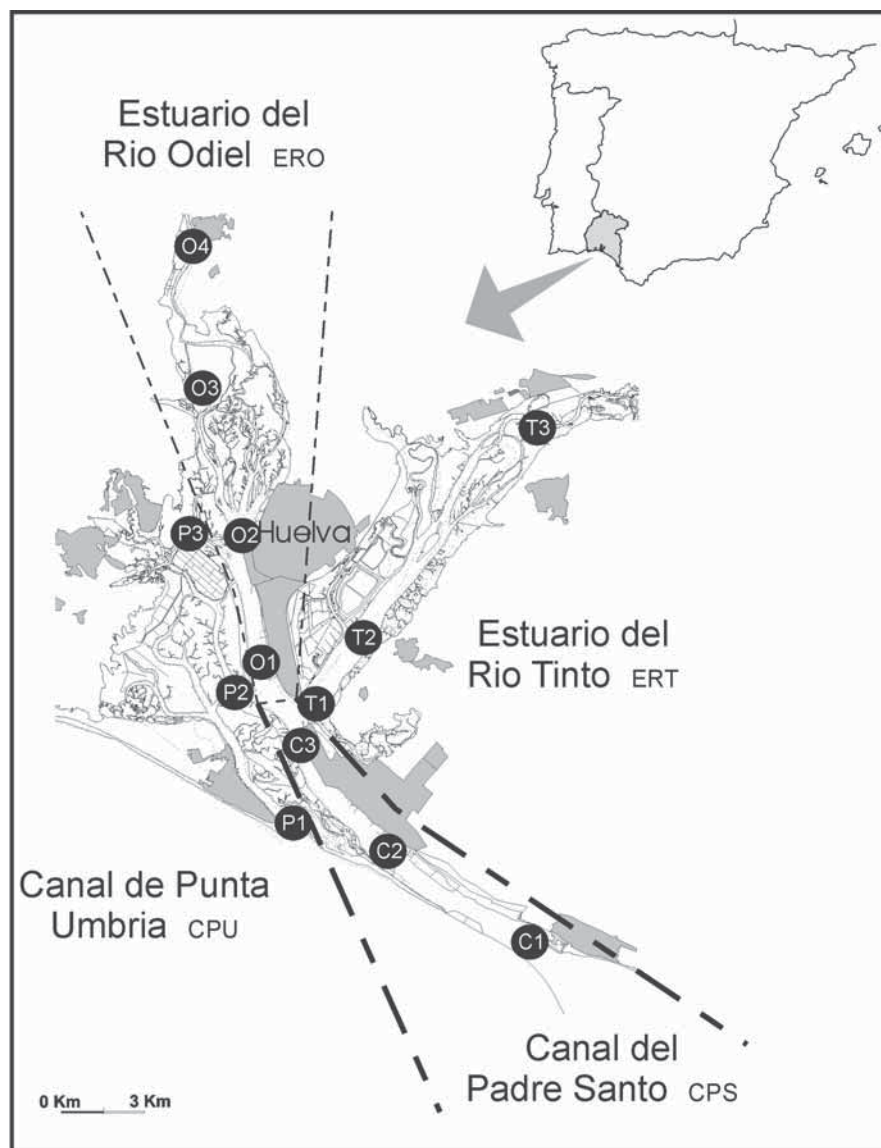 Estuario del
Rio Odiel ERO
O4
O3
T3
P3
O2
Huelva
T2
Estuario del
Rio Tinto ERT
O1
P2
T1
C3
P1
C2
Canal de Punta
Umbria CPU
C1
Canal del
Padre Santo CPS
0 Km 3 Km